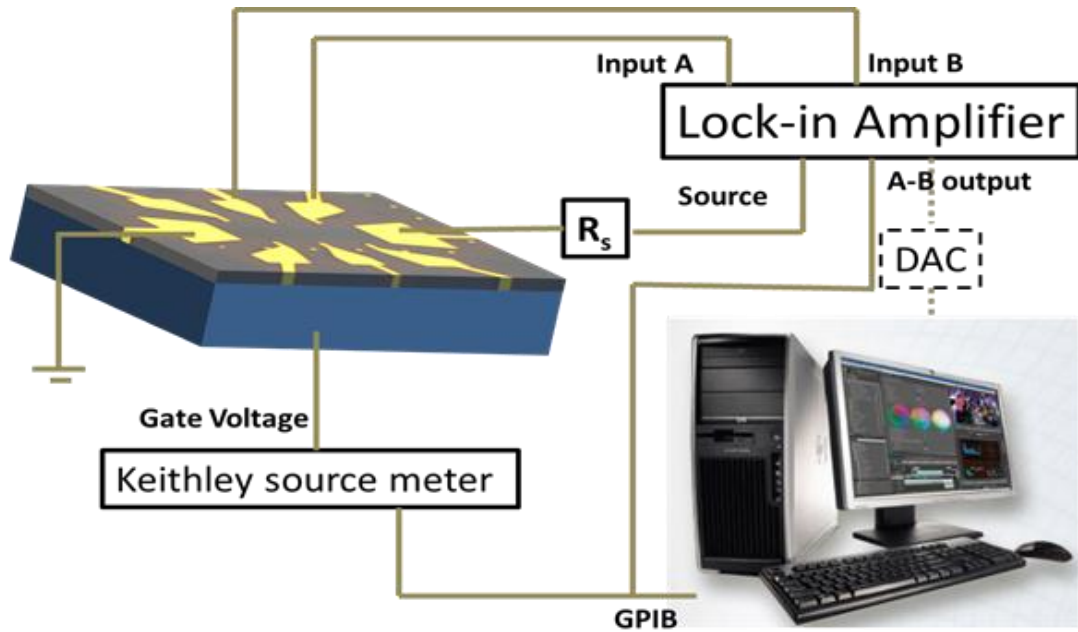 Input A
Input B
Lock-in Amplifier
Source
A-B output
Rs
DAC
Gate Voltage
Keithley source meter
GPIB